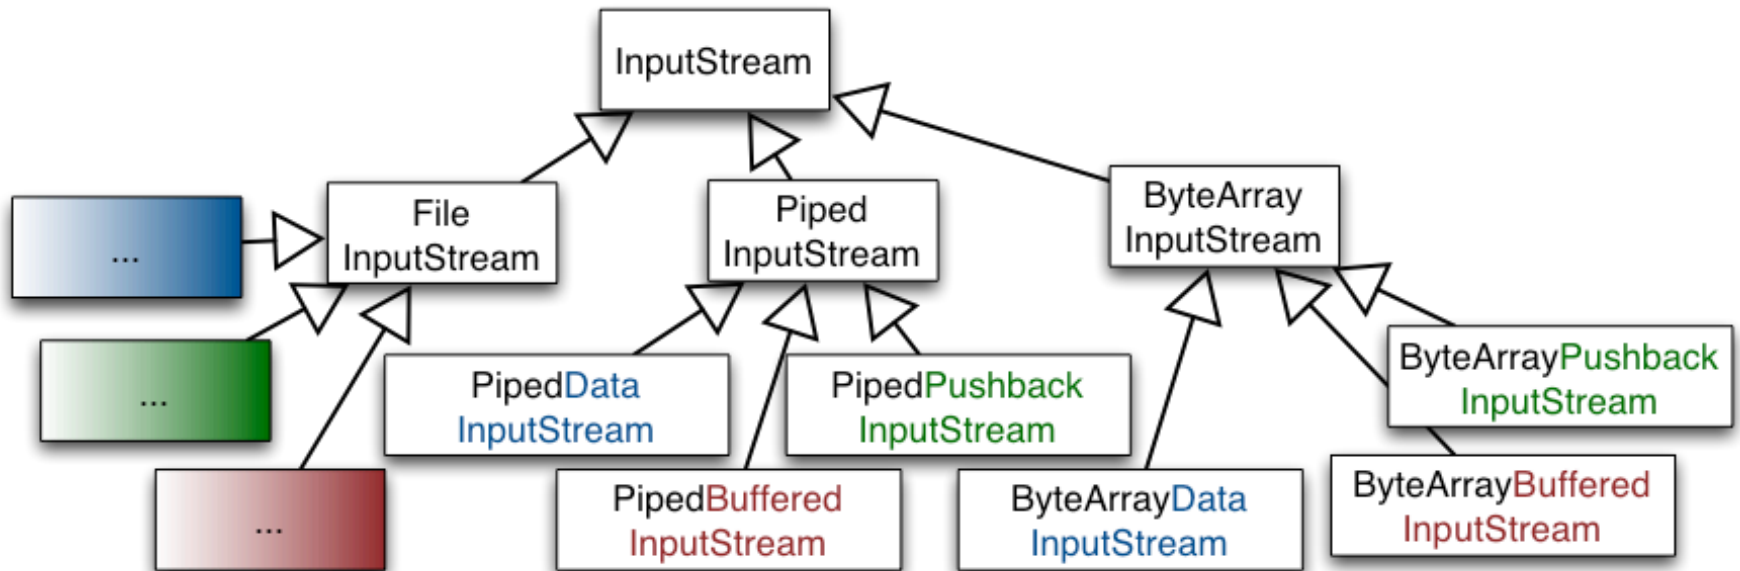 InputStream
File
InputStream
Piped
InputStream
ByteArray
InputStream
...
...
...
PipedData
InputStream
PipedPushback
InputStream
PipedBuffered
InputStream
ByteArrayData
InputStream
ByteArrayPushback
InputStream
ByteArrayBuffered
InputStream